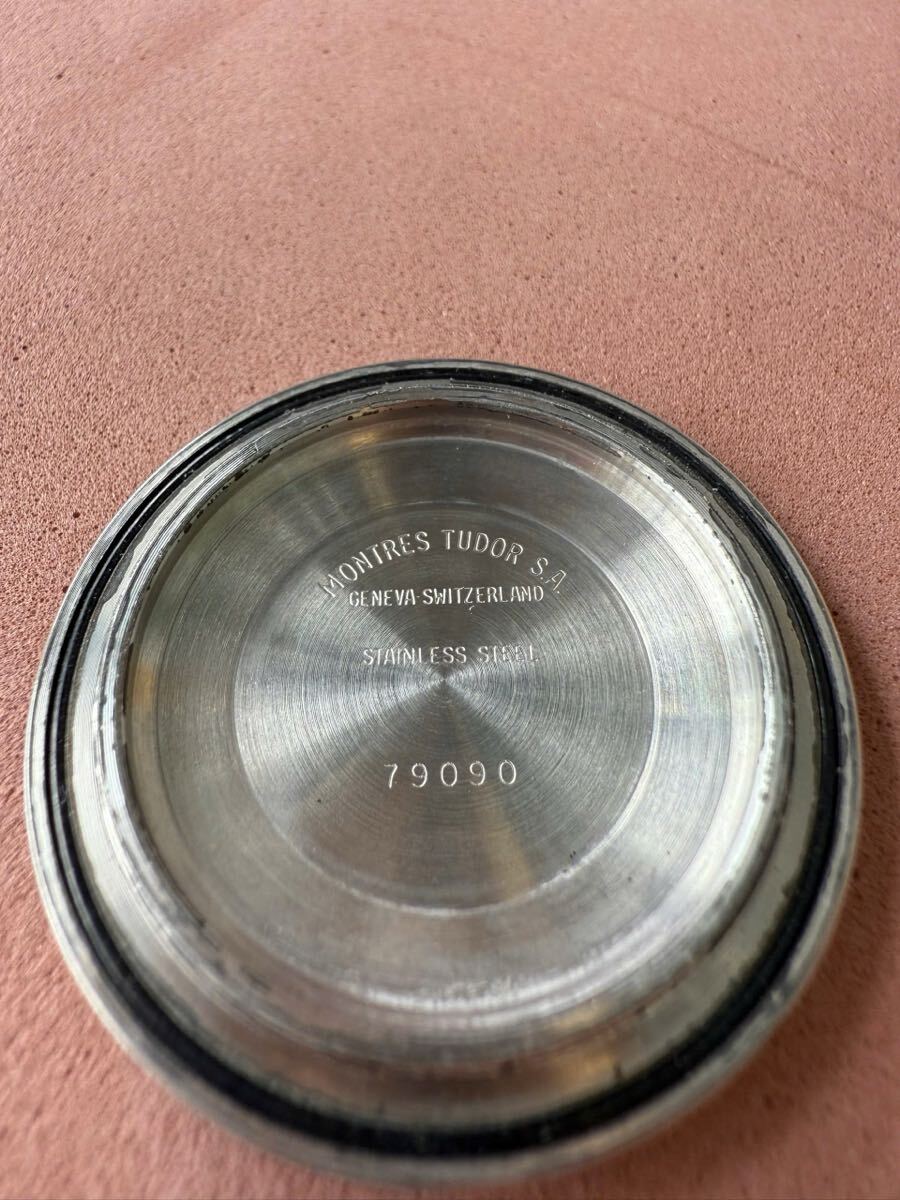 MONTRES TUDOR S.A.
GENEVA-SWITZERLAND
STAINLESS STEEL
79090